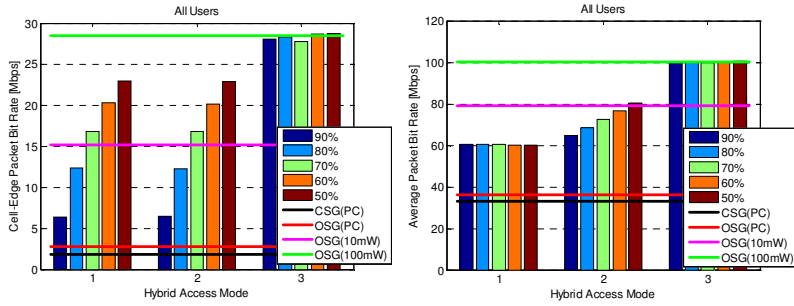 All Users
Cell-Edge Packet Bit Rate [Mbps]
30
25
20
15
10
5
0
1 2 3
Hybrid Access Mode
90%
80%
70%
60%
50%
CSG(PC)
OSG(PC)
OSG(10mW)
OSG(100mW)
All Users
Average Packet Bit Rate [Mbps]
120
100
80
60
40
20
0
1 2 3
Hybrid Access Mode
90%
80%
70%
60%
50%
CSG(PC)
OSG(PC)
OSG(10mW)
OSG(100mW)